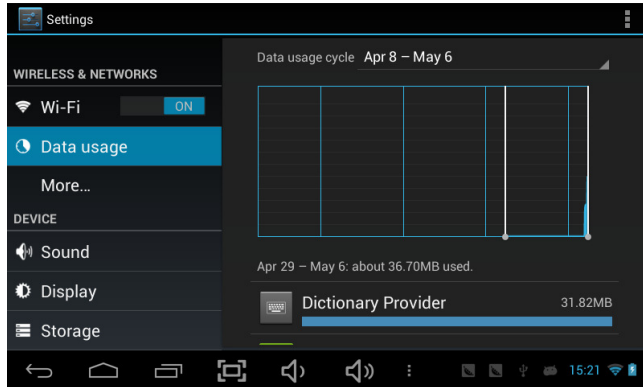 Settings
WIRELESS & NETWORKS
Wi-Fi ON
Data usage
More...
DEVICE
Sound
Display
Storage
Data usage cycle Apr 8 – May 6
Apr 29 – May 6: about 36.70MB used.
Dictionary Provider 31.82MB
15:21